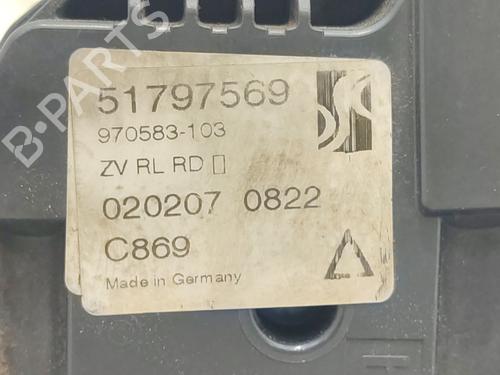 51797569
970583-103
ZV RL RD
020207 0822
C869
Made in Germany
B-PARTS